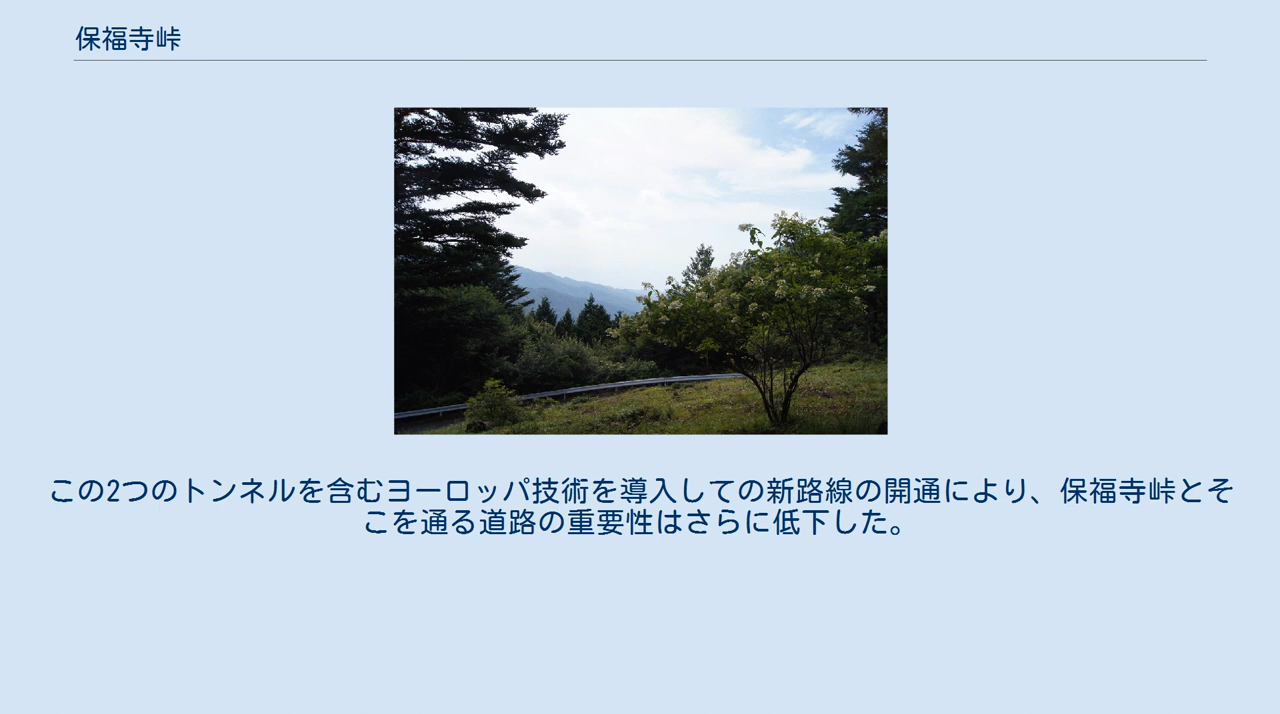 保福寺峠
この2つのトンネルを含むヨーロッパ技術を導入しての新路線の開通により、保福寺峠とそ
こを通る道路の重要性はさらに低下した。